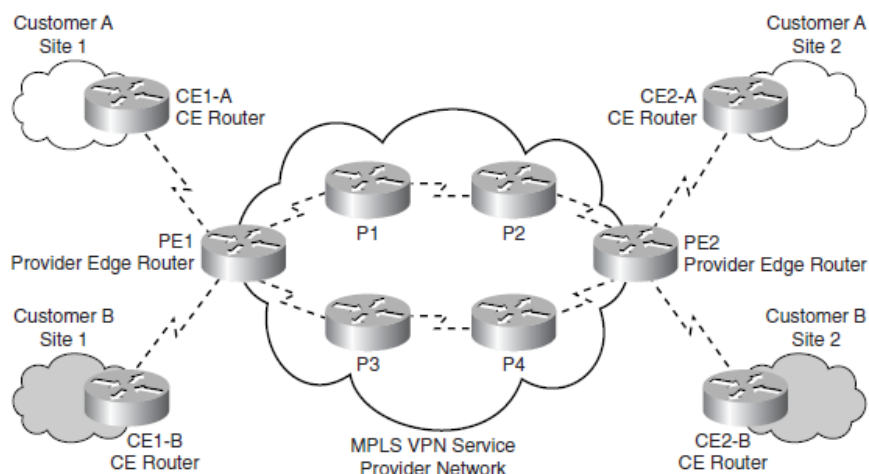 Customer A
Site 1
Customer A
Site 2
CE1-A
CE Router
CE2-A
CE Router
P1
P2
PE1
Provider Edge Router
PE2
Provider Edge Router
Customer B
Site 1
Customer B
Site 2
P3
P4
CE1-B
CE Router
MPLS VPN Service
Provider Network
CE2-B
CE Router